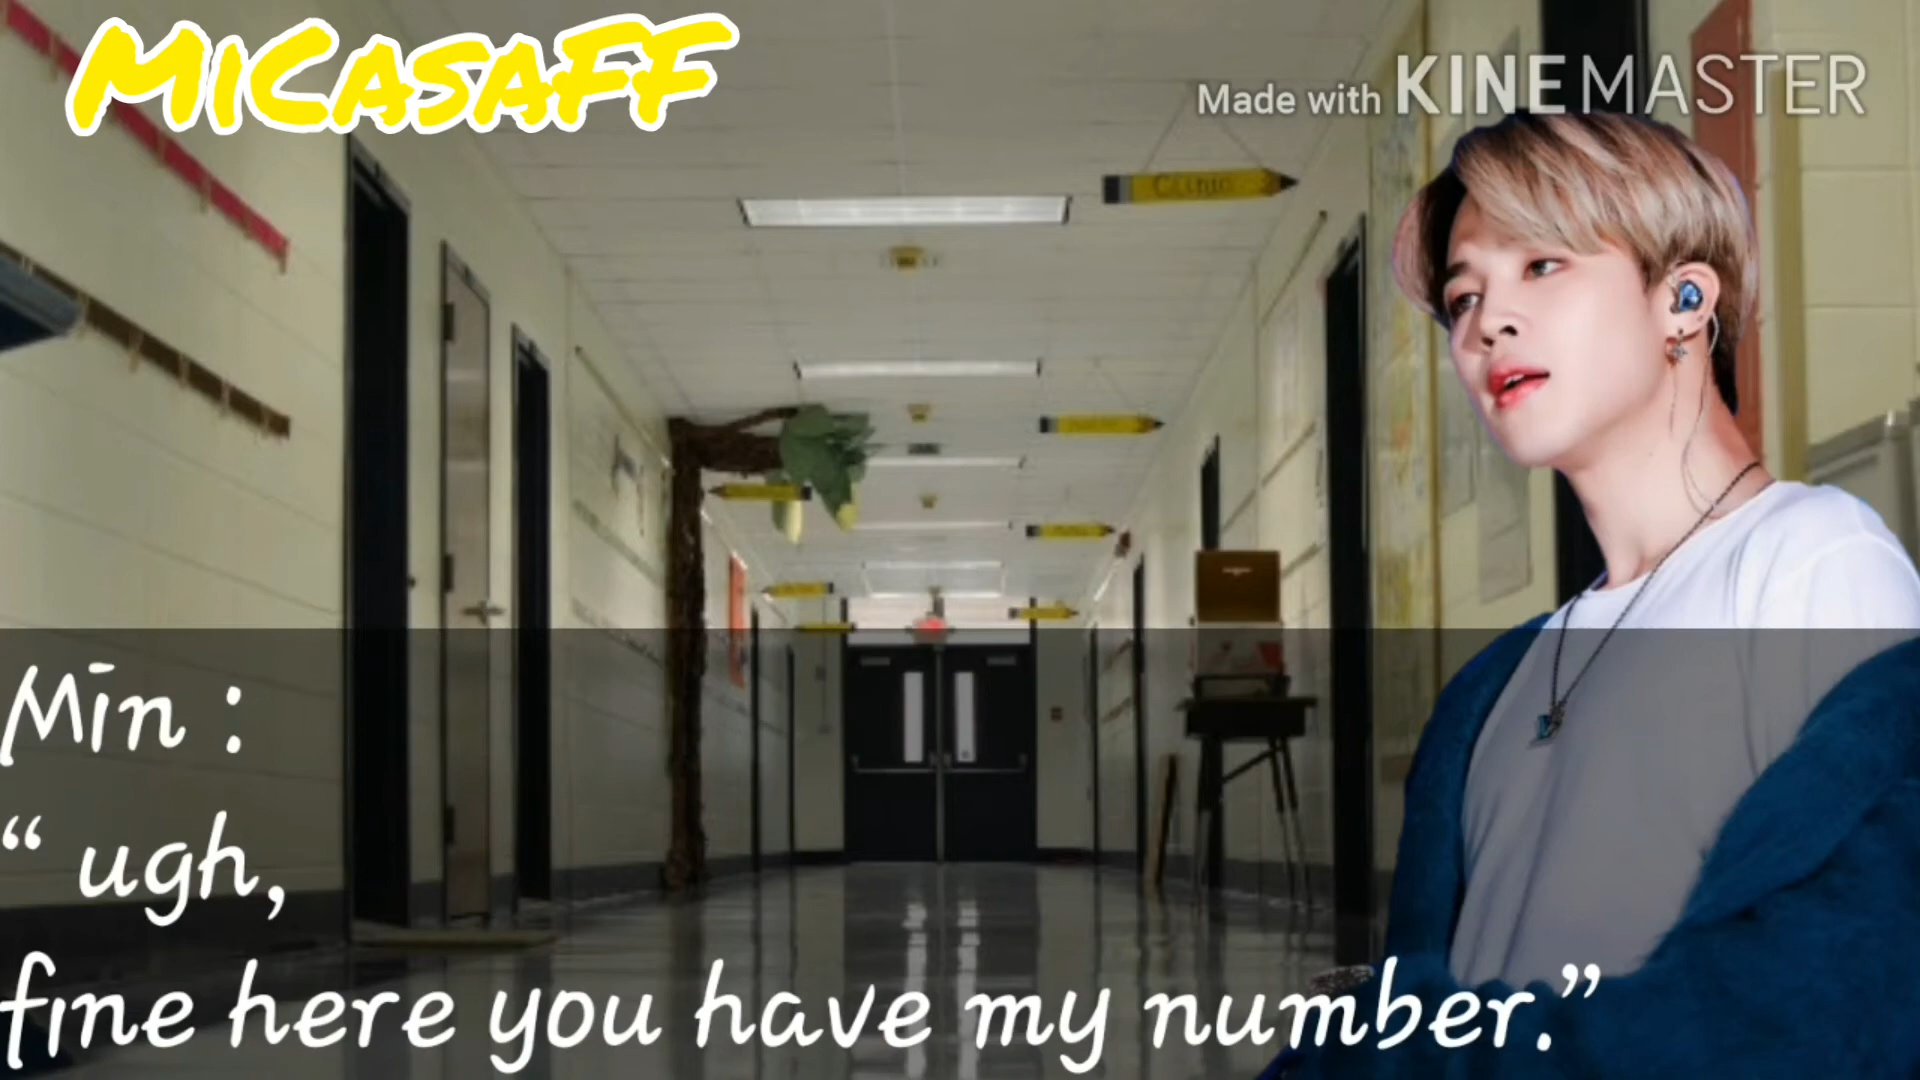 MiCasaFF
Made with KINEMASTER
Min :
“ ugh,
fine here you have my number.”